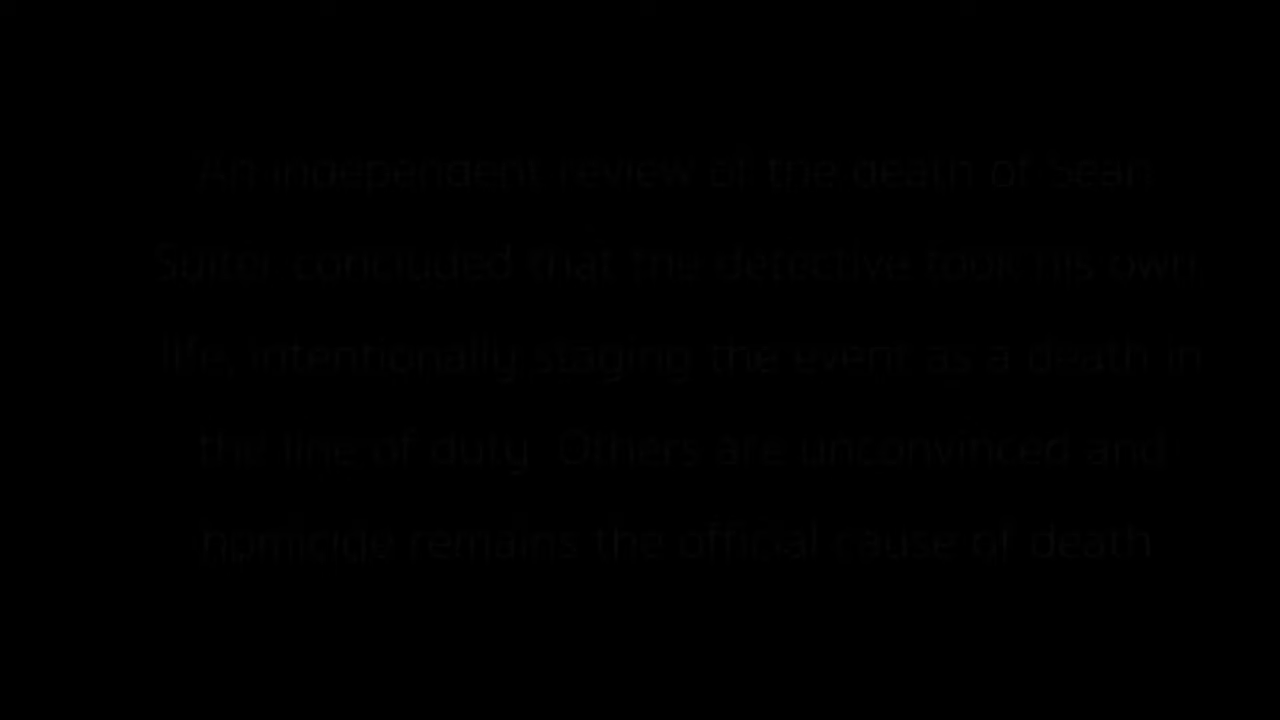 An independent review of the death of Sean
Suiter concluded that the detective took his own
life, intentionally staging the event as a death in
the line of duty. Others are unconvinced and
homicide remains the official cause of death